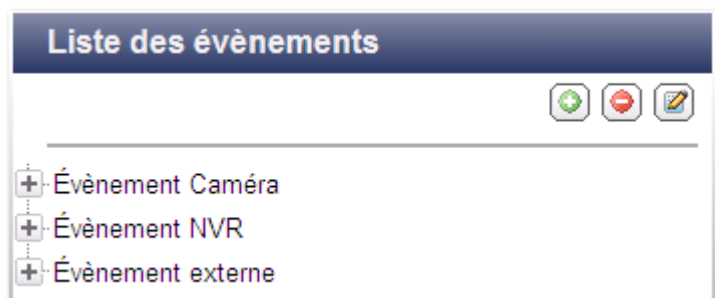 Liste des évènements
Évènement Caméra
Évènement NVR
Évènement externe